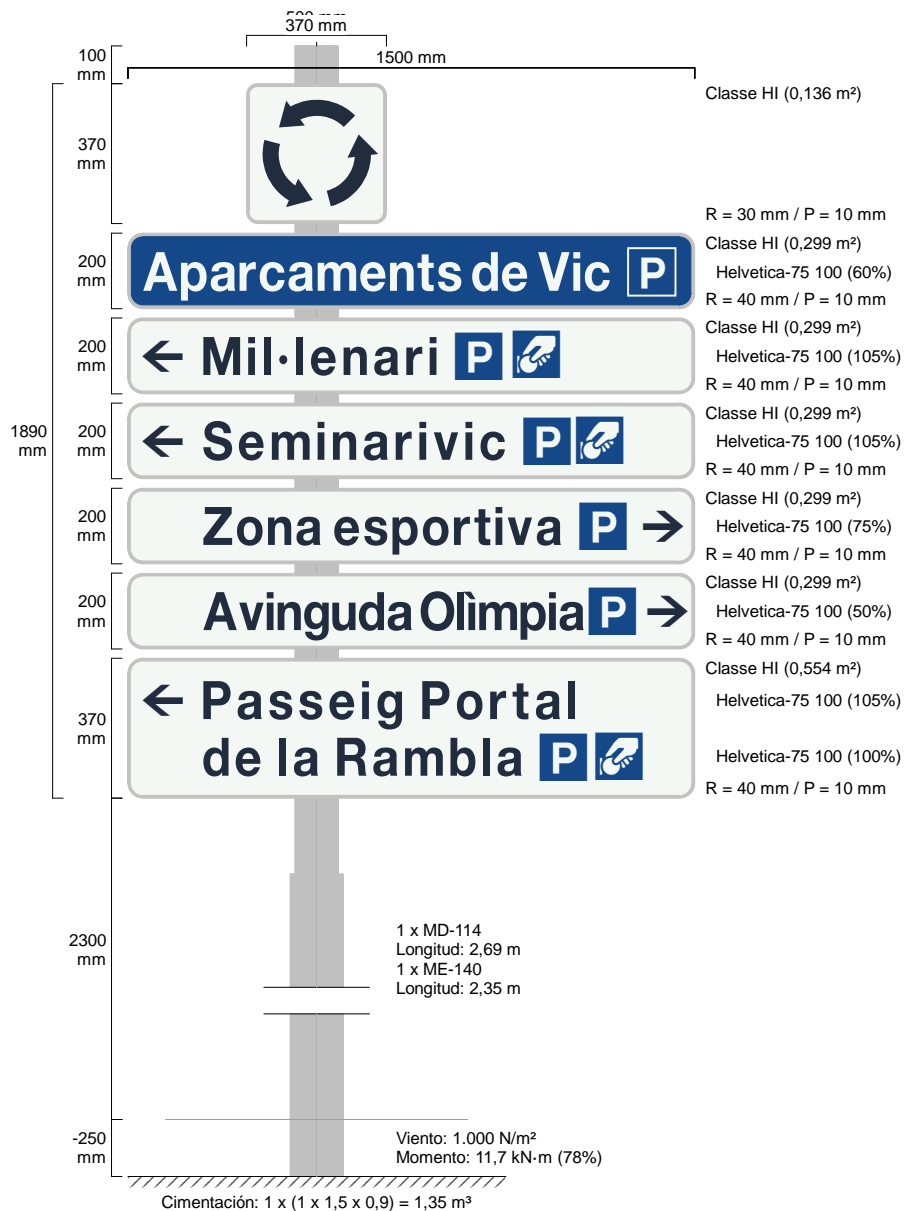 370 mm
1500 mm
100
mm
Classe HI (0,136 m²)
370
mm
R = 30 mm / P = 10 mm
1890
mm
200
mm
Aparcaments de Vic P
Classe HI (0,299 m²)
Helvetica-75 100 (60%)
R = 40 mm / P = 10 mm
200
mm
Mil·lenari P
Classe HI (0,299 m²)
Helvetica-75 100 (105%)
R = 40 mm / P = 10 mm
200
mm
Seminarivic P
Classe HI (0,299 m²)
Helvetica-75 100 (105%)
R = 40 mm / P = 10 mm
200
mm
Zona esportiva P
Classe HI (0,299 m²)
Helvetica-75 100 (75%)
R = 40 mm / P = 10 mm
200
mm
Avinguda Olìmpia P
Classe HI (0,299 m²)
Helvetica-75 100 (50%)
R = 40 mm / P = 10 mm
370
mm
Passeig Portal
de la Rambla P
Classe HI (0,554 m²)
Helvetica-75 100 (105%)
Helvetica-75 100 (100%)
R = 40 mm / P = 10 mm
2300
mm
1 x MD-114
Longitud: 2,69 m
1 x ME-140
Longitud: 2,35 m
-250
mm
Viento: 1.000 N/m²
Momento: 11,7 kN·m (78%)
Cimentación: 1 x (1 x 1,5 x 0,9) = 1,35 m³